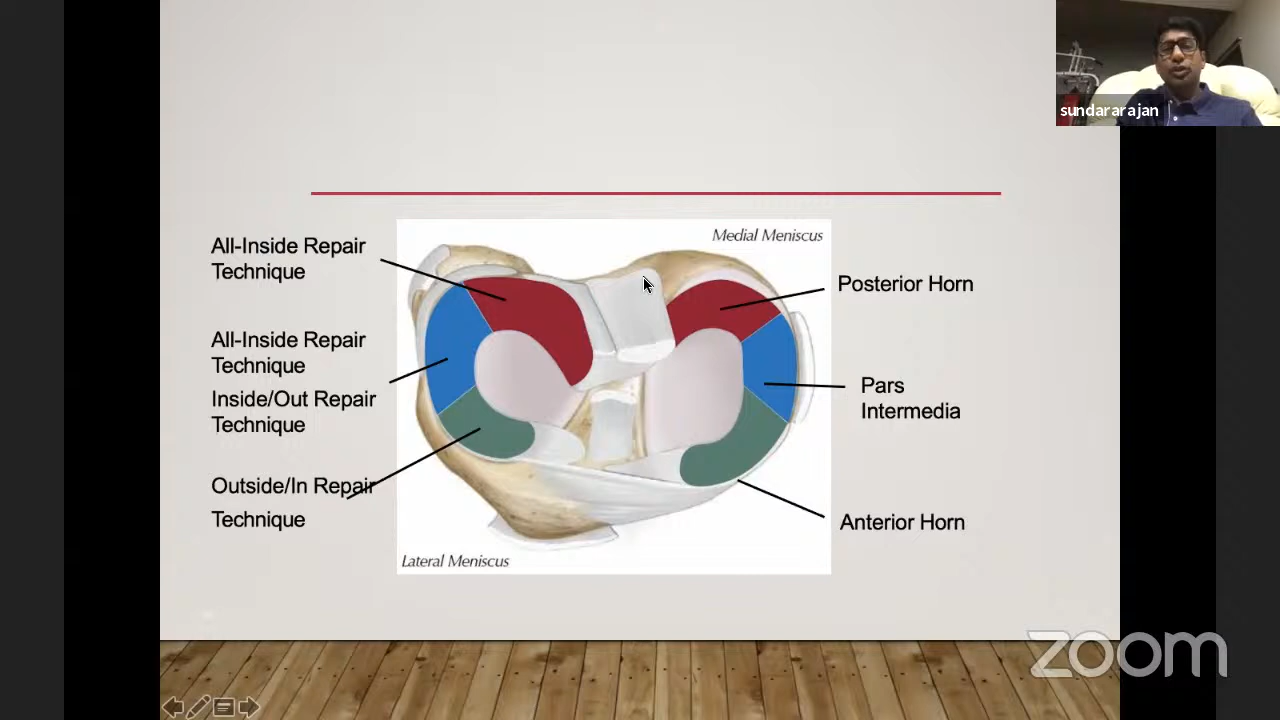 sundararajan
Medial Meniscus
All-Inside Repair
Technique
Posterior Horn
All-Inside Repair
Technique
Inside/Out Repair
Technique
Pars
Intermedia
Outside/In Repair
Technique
Anterior Horn
Lateral Meniscus
zoom